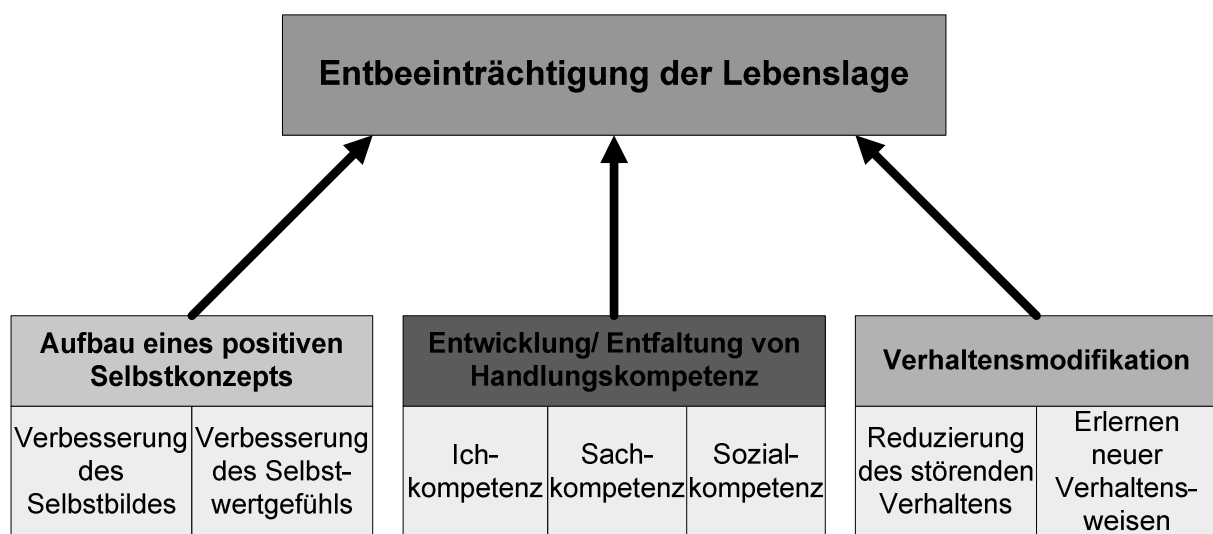 Entbeeinträchtigung der Lebenslage
Aufbau eines positiven
Selbstkonzepts
Verbesserung
des
Selbstbildes
Verbesserung
des Selbst-
wertgefühls
Entwicklung/ Entfaltung von
Handlungskompetenz
Ich-
kompetenz
Sach-
kompetenz
Sozial-
kompetenz
Verhaltensmodifikation
Reduzierung
des störenden
Verhaltens
Erlernen
neuer
Verhaltens-
weisen